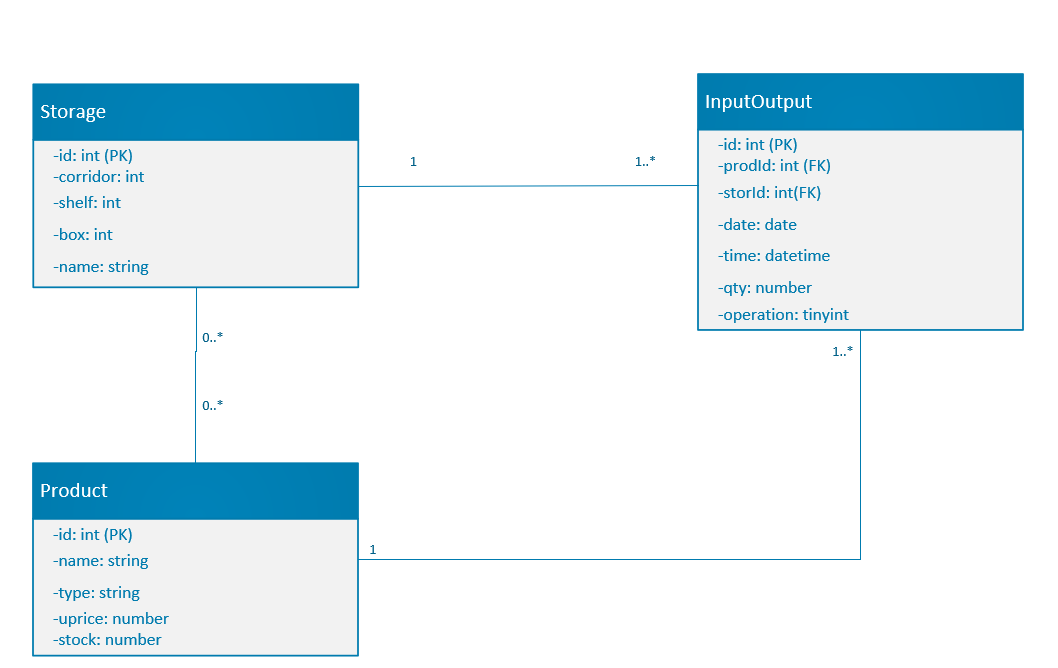 Storage
-id: int (PK)
-corridor: int
-shelf: int
-box: int
-name: string
1
1..*
InputOutput
-id: int (PK)
-prodId: int (FK)
-storId: int(FK)
-date: date
-time: datetime
-qty: number
-operation: tinyint
0..*
0..*
1..*
Product
-id: int (PK)
-name: string
-type: string
-uprice: number
-stock: number
1